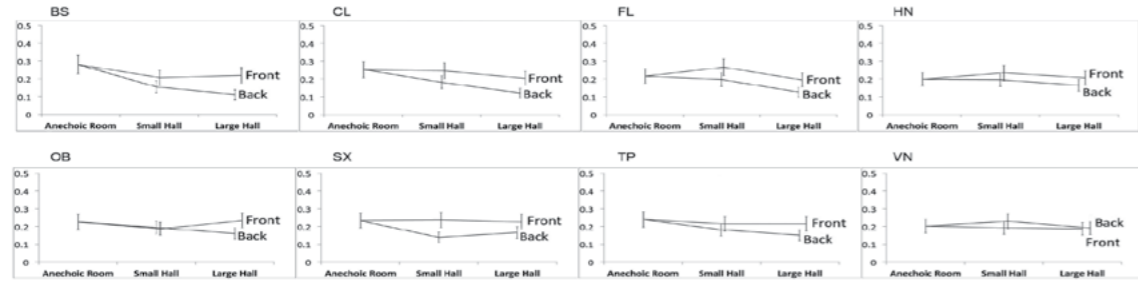 BS CL FL HN
0.5 0.5 0.5 0.5
0.4 0.4 0.4 0.4
0.3 0.3 0.3 0.3
0.2 Front 0.2 Front 0.2 Front 0.2 Front
0.1 Back 0.1 Back 0.1 Back 0.1 Back
0 0 0 0
Anechoic Room Small Hall Large Hall Anechoic Room Small Hall Large Hall Anechoic Room Small Hall Large Hall Anechoic Room Small Hall Large Hall
OB SX TP VN
0.5 0.5 0.5 0.5
0.4 0.4 0.4 0.4
0.3 0.3 0.3 0.3
0.2 Front 0.2 Front 0.2 Front 0.2 Back
0.1 Back 0.1 Back 0.1 Back 0.1 Front
0 0 0 0
Anechoic Room Small Hall Large Hall Anechoic Room Small Hall Large Hall Anechoic Room Small Hall Large Hall Anechoic Room Small Hall Large Hall